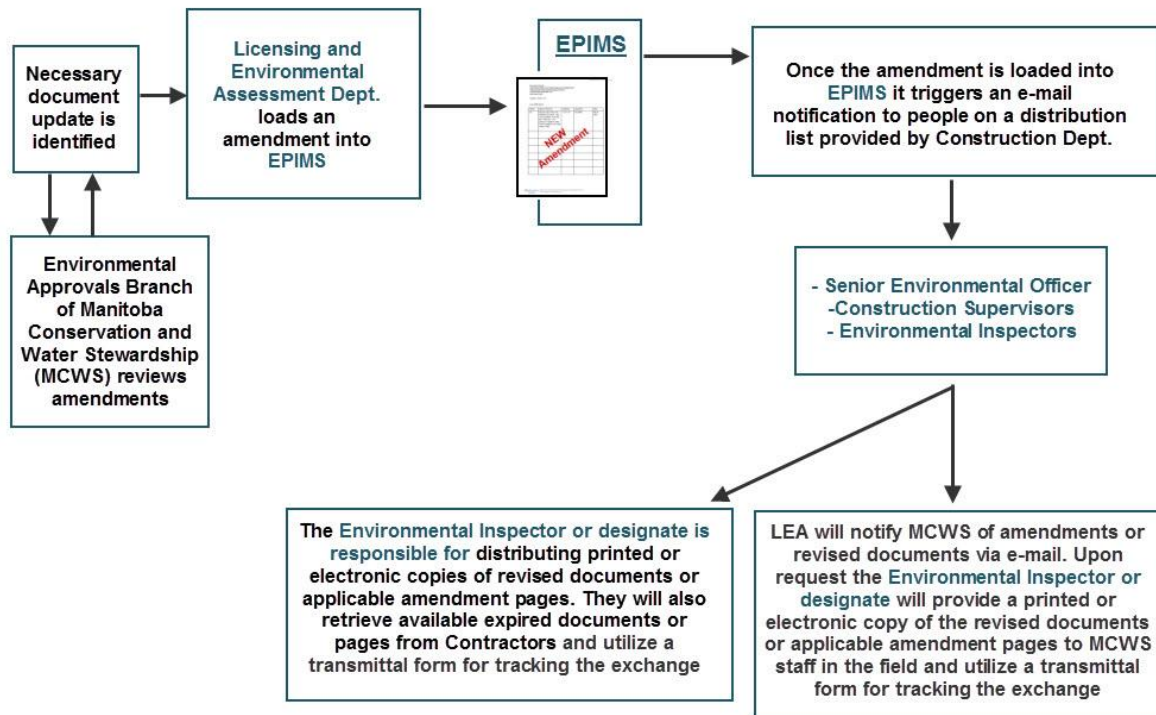 Necessary
document
update is
identified
Licensing and
Environmental
Assessment Dept.
loads an
amendment into
EPIMS
EPIMS
NEW
Amendment
Once the amendment is loaded into
EPIMS it triggers an e-mail
notification to people on a distribution
list provided by Construction Dept.
Environmental
Approvals Branch
of Manitoba
Conservation and
Water Stewardship
(MCWS) reviews
amendments
- Senior Environmental Officer
-Construction Supervisors
- Environmental Inspectors
The Environmental Inspector or designate is
responsible for distributing printed or
electronic copies of revised documents or
applicable amendment pages. They will also
retrieve available expired documents or
pages from Contractors and utilize a
transmittal form for tracking the exchange
LEA will notify MCWS of amendments or
revised documents via e-mail. Upon
request the Environmental Inspector or
designate will provide a printed or
electronic copy of the revised documents
or applicable amendment pages to MCWS
staff in the field and utilize a transmittal
form for tracking the exchange